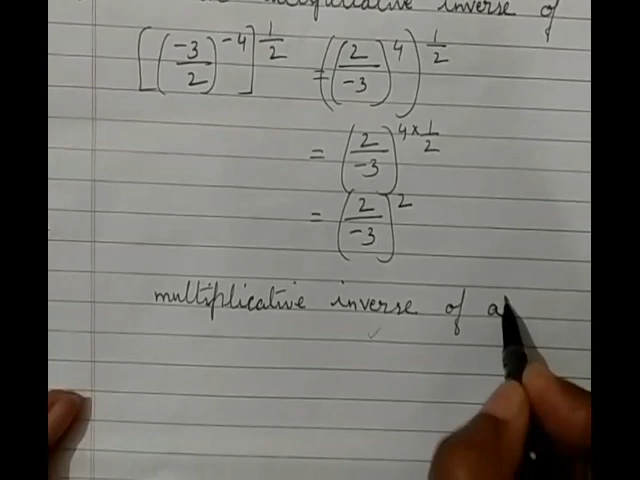 multiplicative inverse of
[((-3)/2)^-4]^1/2 = ((2/-3)^4)^1/2
= (2/-3)^4×1/2
= (2/-3)^2
multiplicative inverse of a